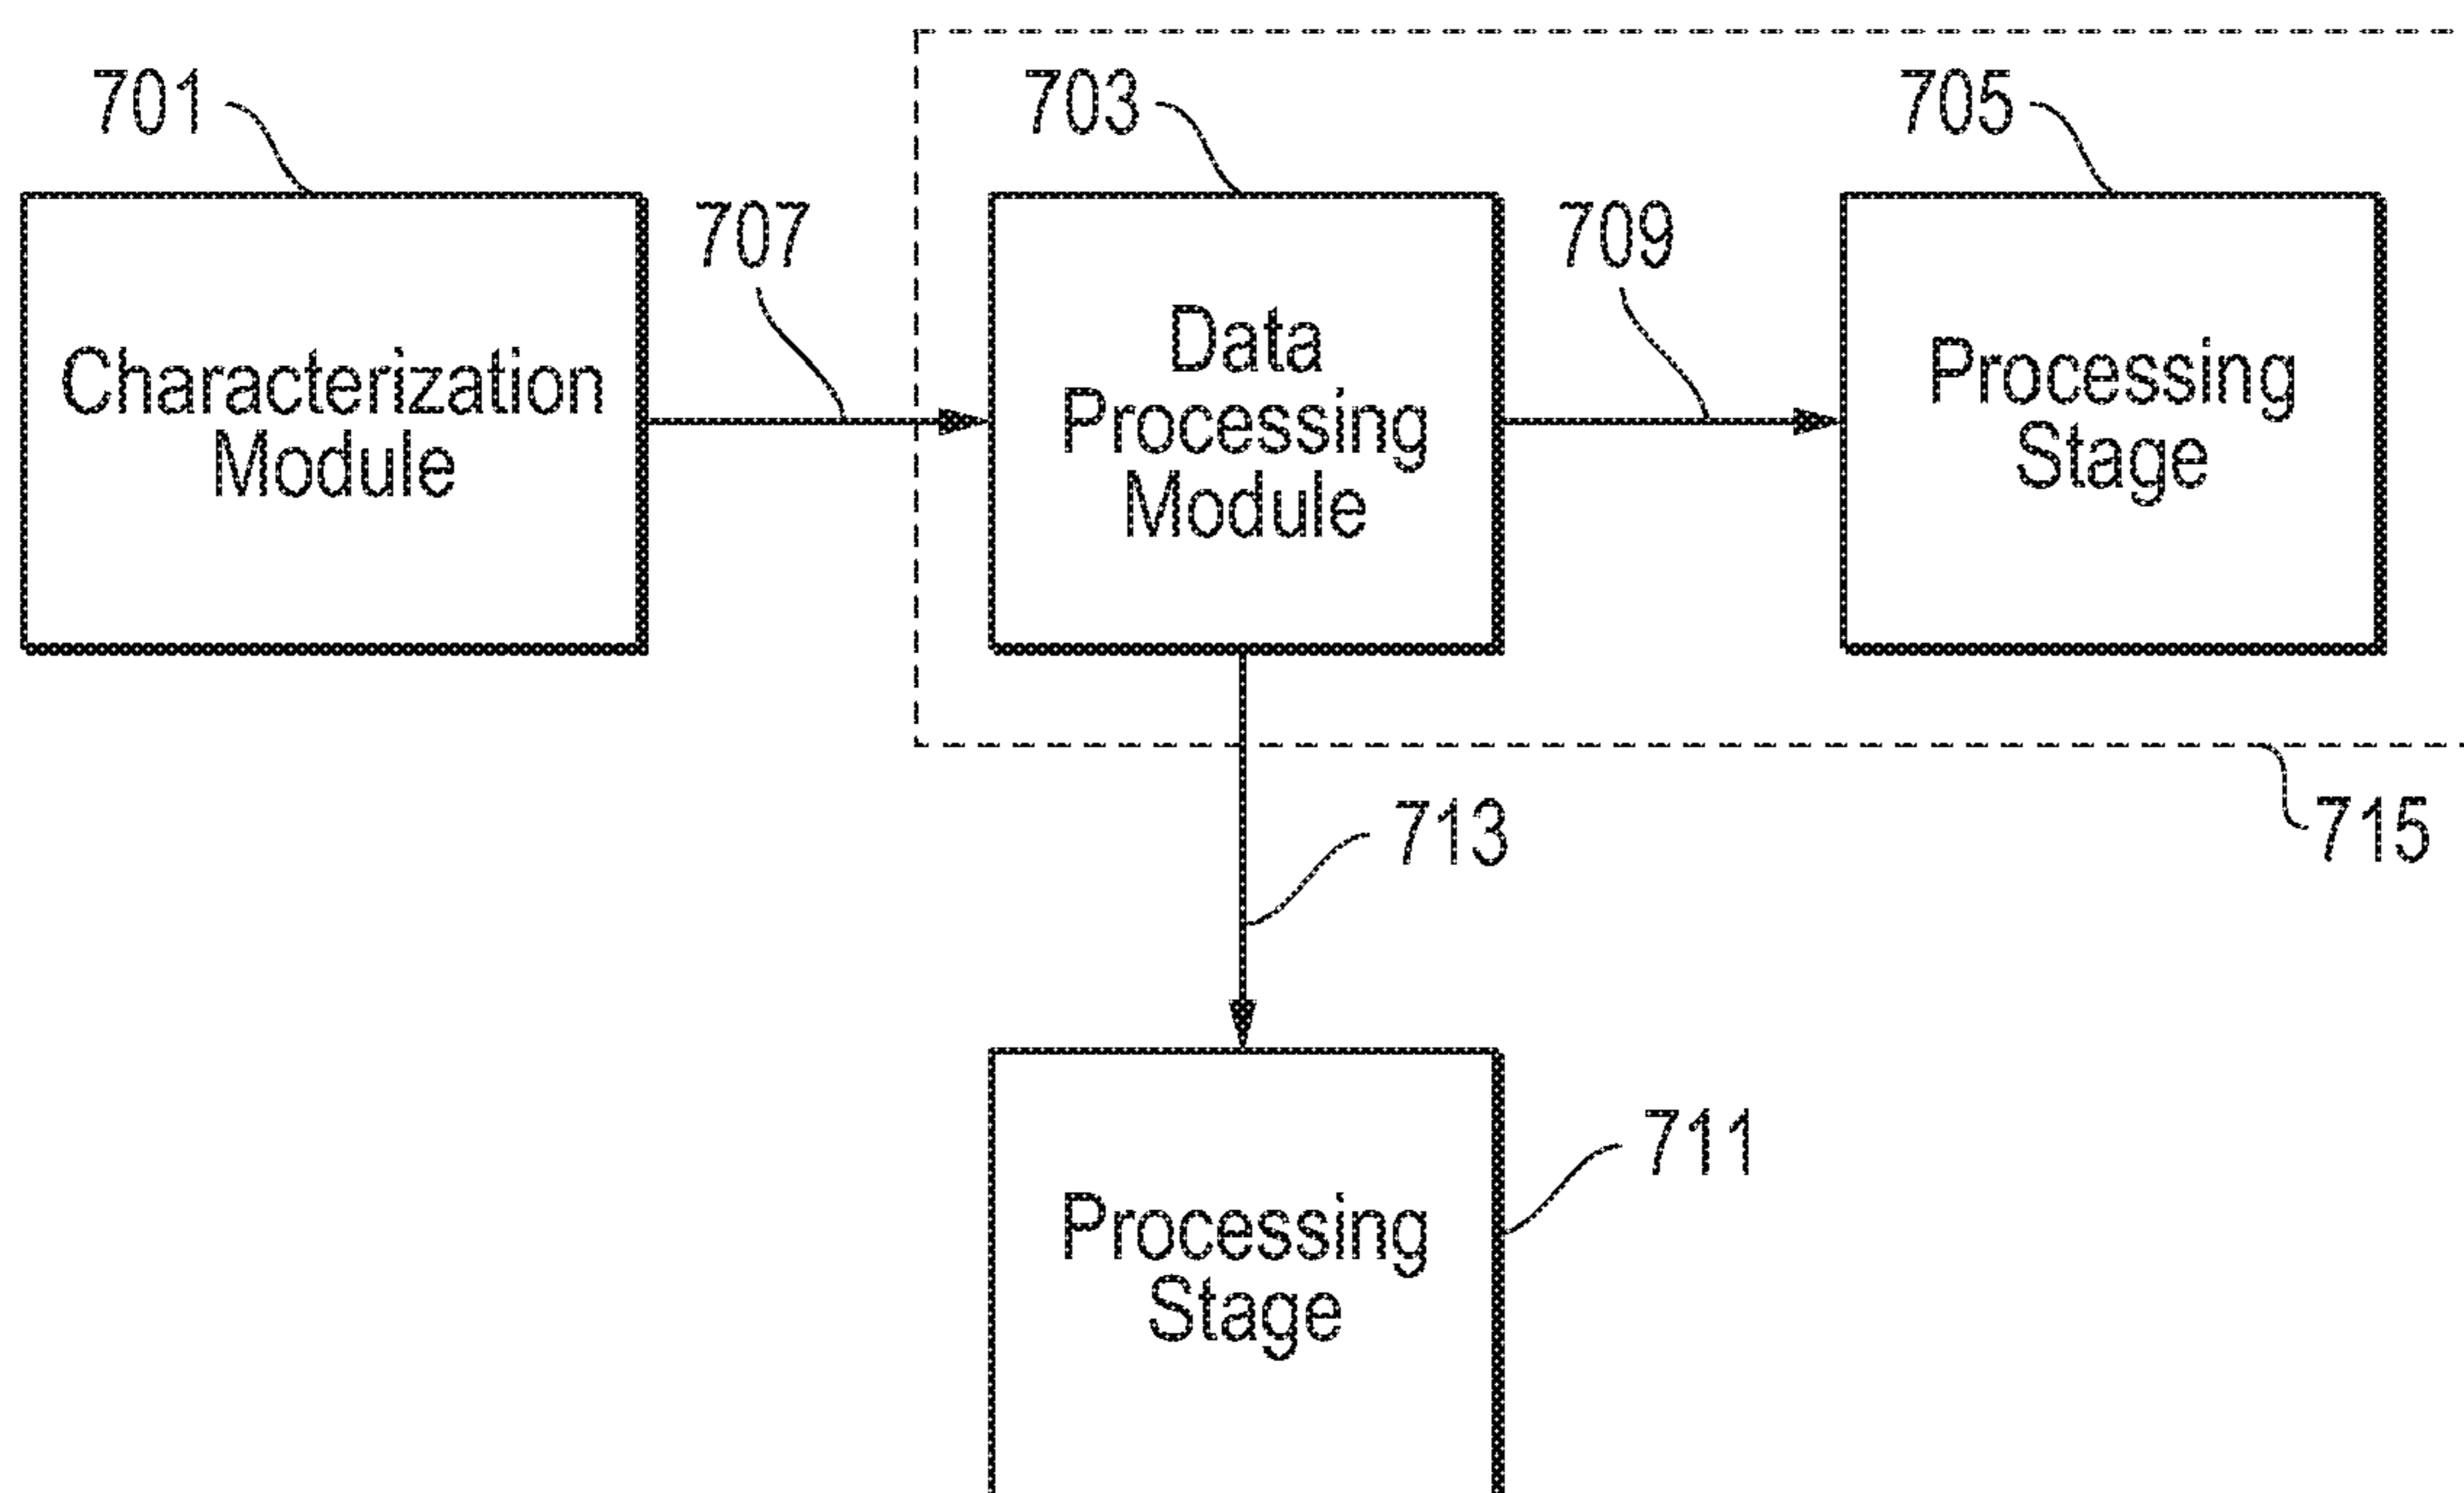 701
703
705
707
709
Characterization
Module
Data
Processing
Module
Processing
Stage
713
715
711
Processing
Stage